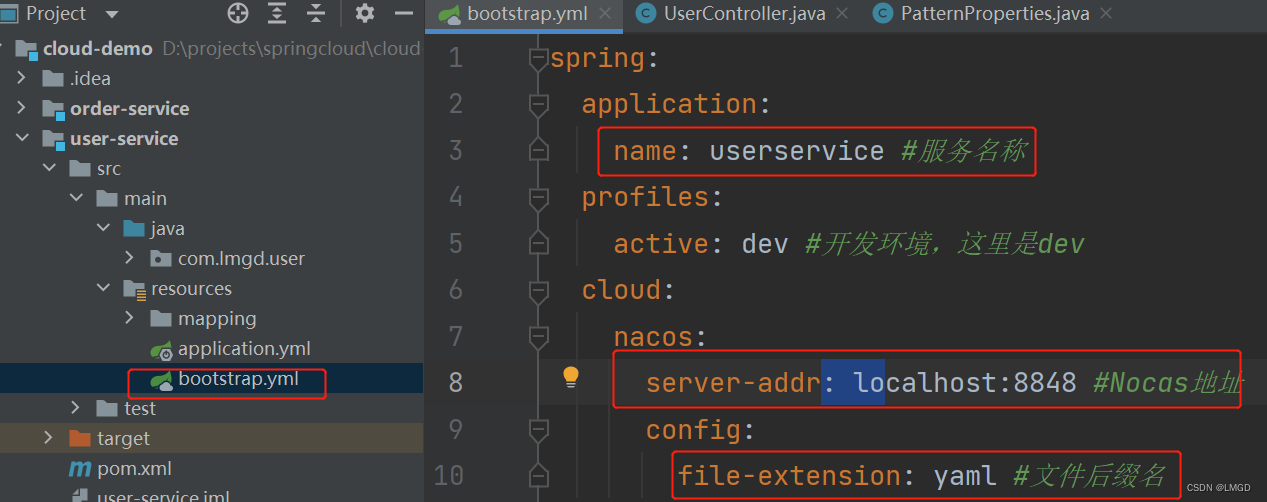 Project
cloud-demo D:\projects\springcloud\cloud
.idea
order-service
user-service
src
main
java
com.lmgd.user
resources
mapping
application.yml
bootstrap.yml
test
target
pom.xml
user-service.iml
bootstrap.yml UserController.java PatternProperties.java
1 spring:
2 application:
3 name: userservice #服务名称
4 profiles:
5 active: dev #开发环境，这里是dev
6 cloud:
7 nacos:
8 server-addr: localhost:8848 #Nocas地址
9 config:
10 file-extension: yaml #文件后缀名
CSDN @LMGD